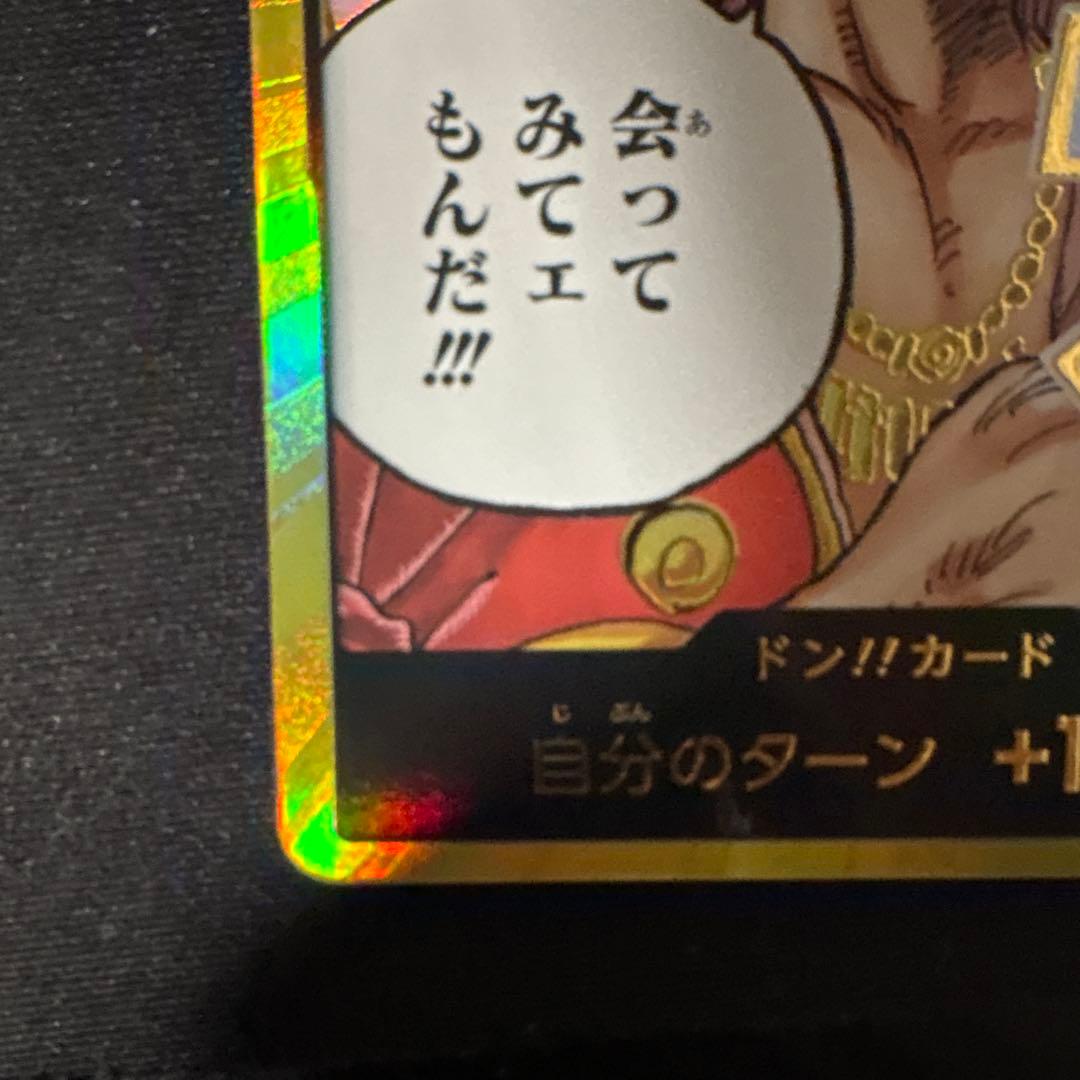 会って
みてェ
もんだ!!!
ドン!!カード
自分のターン +1